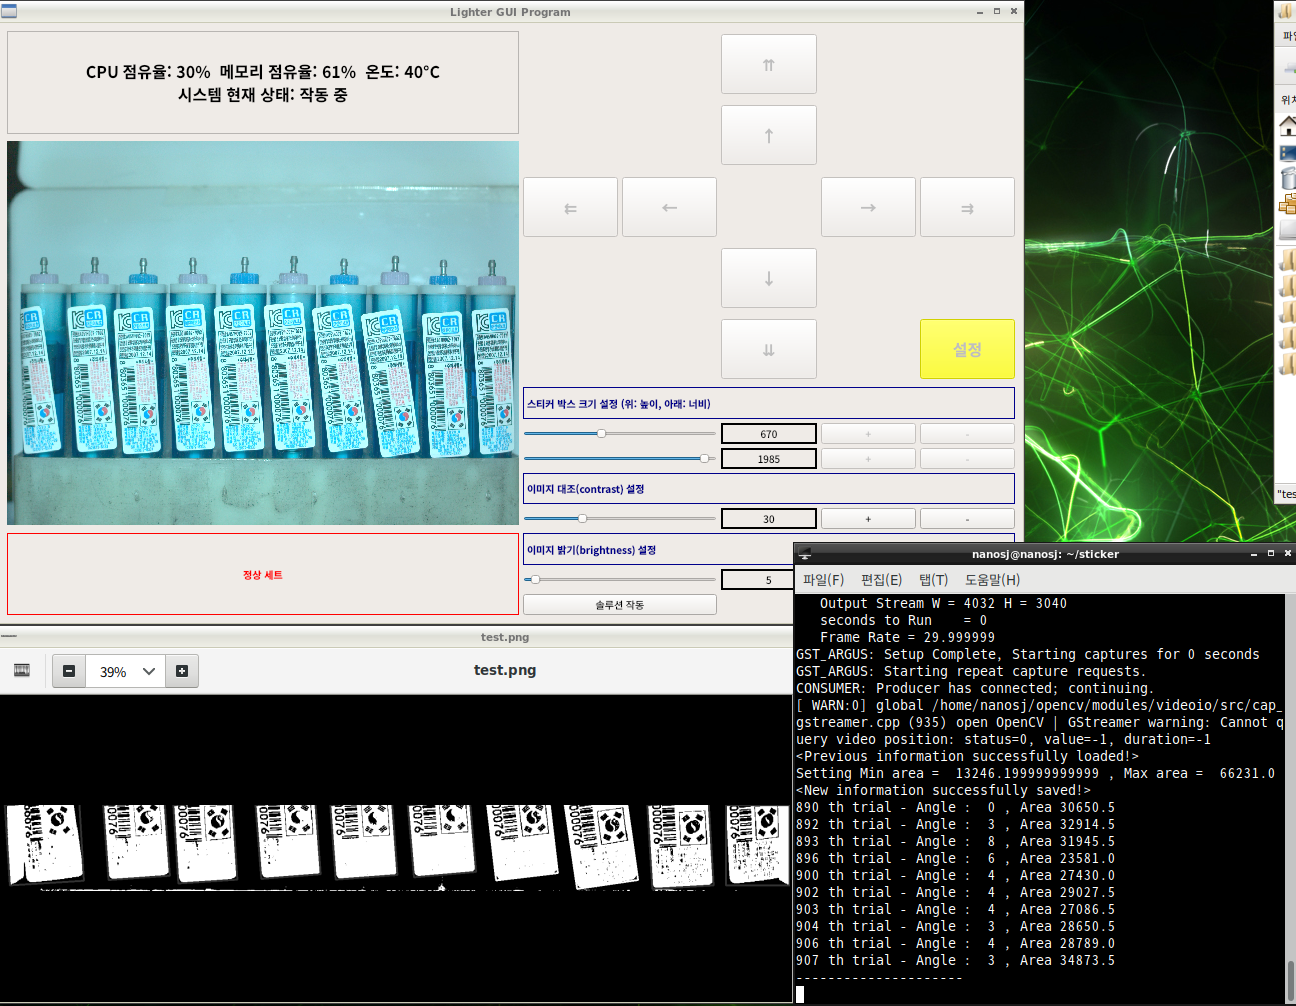 Lighter GUI Program
CPU 점유율: 30% 메모리 점유율: 61% 온도: 40°C
시스템 현재 상태: 작동 중
설정
스티커 박스 크기 설정 (위: 높이, 아래: 너비)
670
+ -
1985
+ -
이미지 대조(contrast) 설정
30
+ -
이미지 밝기(brightness) 설정
5
정상 세트
솔루션 작동
test.png
39%
test.png
파일
위치
"tes
nanosj@nanosj: ~/sticker
파일(F) 편집(E) 탭(T) 도움말(H)
Output Stream W = 4032 H = 3040
seconds to Run = 0
Frame Rate = 29.999999
GST_ARGUS: Setup Complete, Starting captures for 0 seconds
GST_ARGUS: Starting repeat capture requests.
CONSUMER: Producer has connected; continuing.
[ WARN:0] global /home/nanosj/opencv/modules/videoio/src/cap_
gstreamer.cpp (935) open OpenCV | GStreamer warning: Cannot q
uery video position: status=0, value=-1, duration=-1
<Previous information successfully loaded!>
Setting Min area = 13246.199999999999 , Max area = 66231.0
<New information successfully saved!>
890 th trial - Angle : 0 , Area 30650.5
892 th trial - Angle : 3 , Area 32914.5
893 th trial - Angle : 8 , Area 31945.5
896 th trial - Angle : 6 , Area 23581.0
900 th trial - Angle : 4 , Area 27430.0
902 th trial - Angle : 4 , Area 29027.5
903 th trial - Angle : 4 , Area 27086.5
904 th trial - Angle : 3 , Area 28650.5
906 th trial - Angle : 4 , Area 28789.0
907 th trial - Angle : 3 , Area 34873.5
---------------------